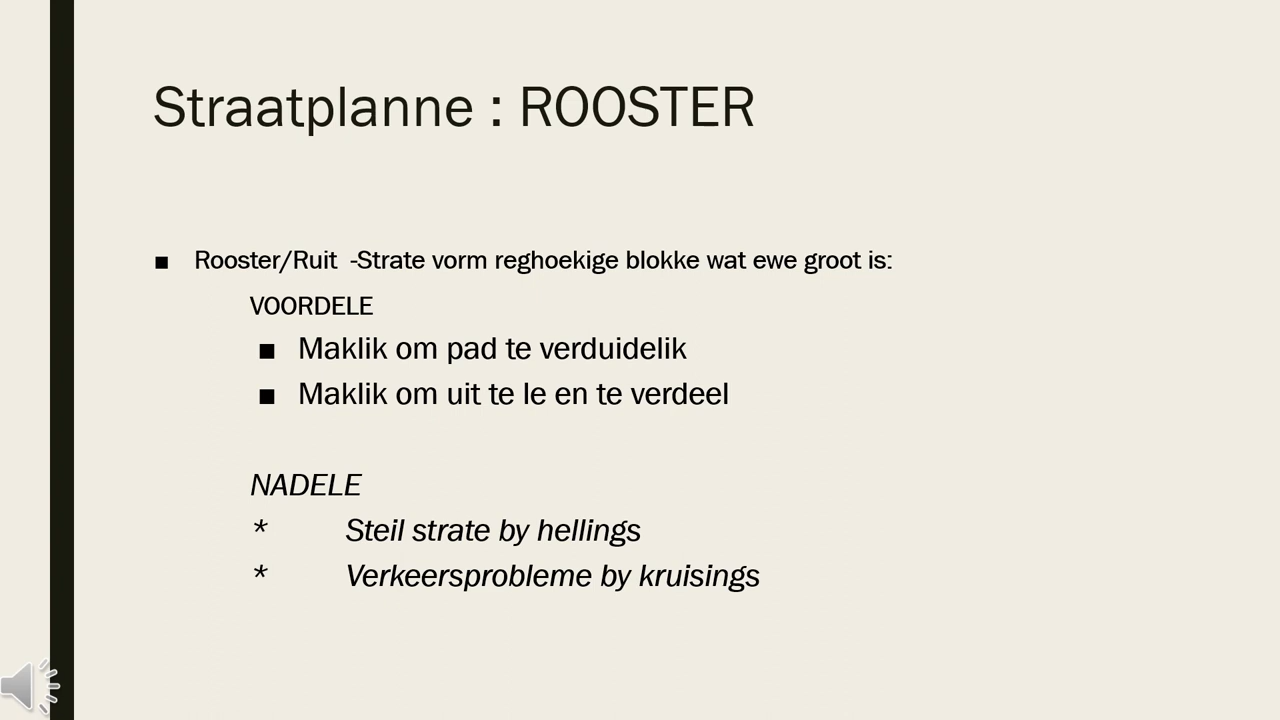 Straatplanne : ROOSTER
▪ Rooster/Ruit -Strate vorm reghoekige blokke wat ewe groot is:
VOORDELE
▪ Maklik om pad te verduidelik
▪ Maklik om uit te le en te verdeel
NADELE
* Steil strate by hellings
* Verkeersprobleme by kruisings